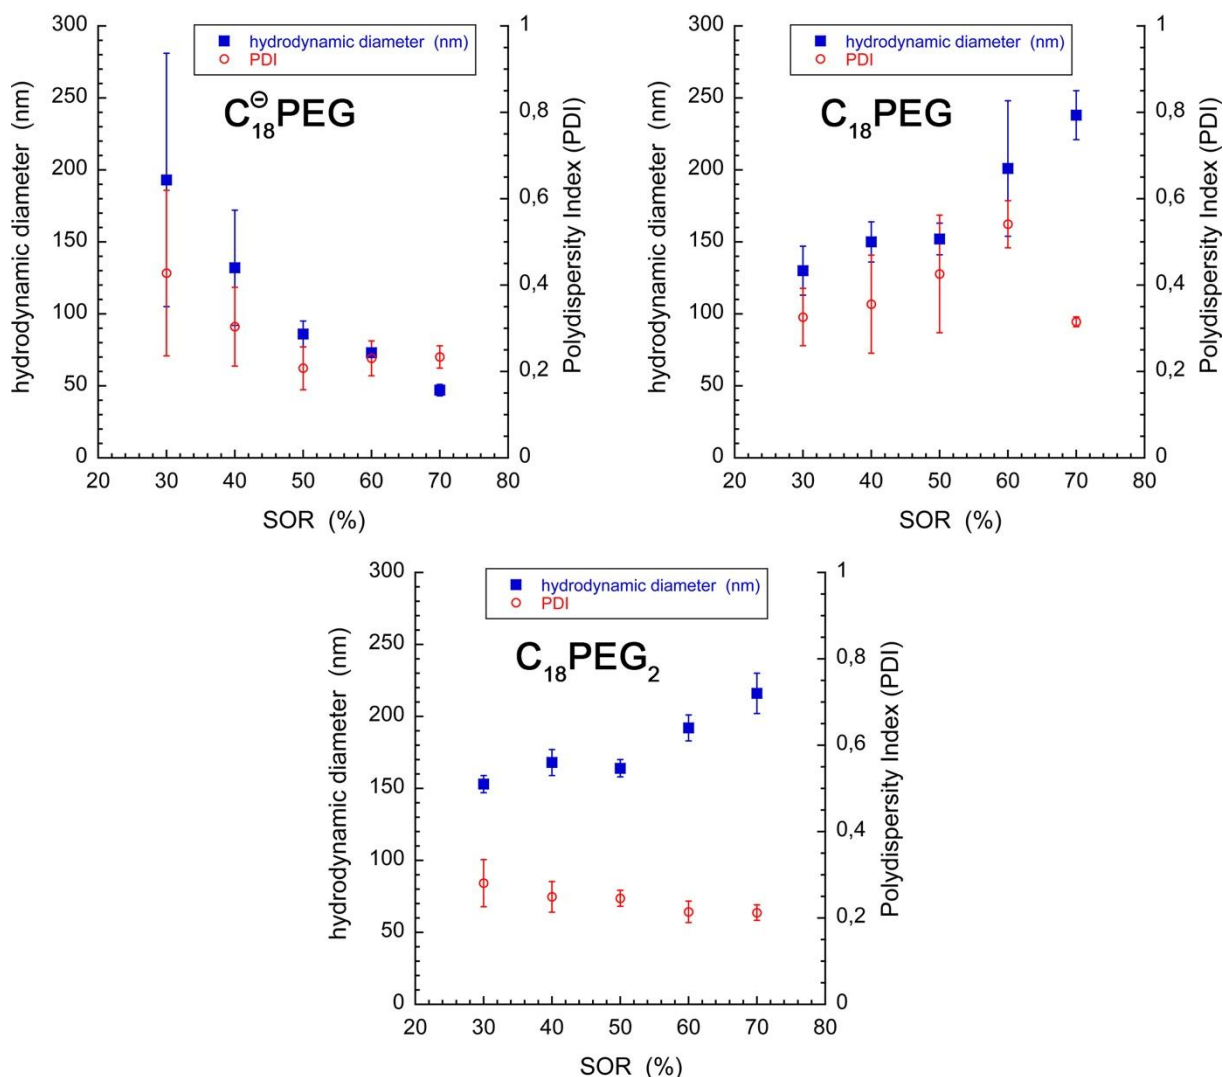 hydrodynamic diameter (nm)
PDI
C₁₈⊖PEG
300
250
200
150
100
50
0
hydrodynamic diameter (nm)
1
0,8
0,6
0,4
0,2
0
Polydispersity Index (PDI)
20 30 40 50 60 70 80
SOR (%)
hydrodynamic diameter (nm)
PDI
C₁₈PEG
300
250
200
150
100
50
0
hydrodynamic diameter (nm)
1
0,8
0,6
0,4
0,2
0
Polydispersity Index (PDI)
20 30 40 50 60 70 80
SOR (%)
hydrodynamic diameter (nm)
PDI
C₁₈PEG₂
300
250
200
150
100
50
0
hydrodynamic diameter (nm)
1
0,8
0,6
0,4
0,2
0
Polydispersity Index (PDI)
20 30 40 50 60 70 80
SOR (%)